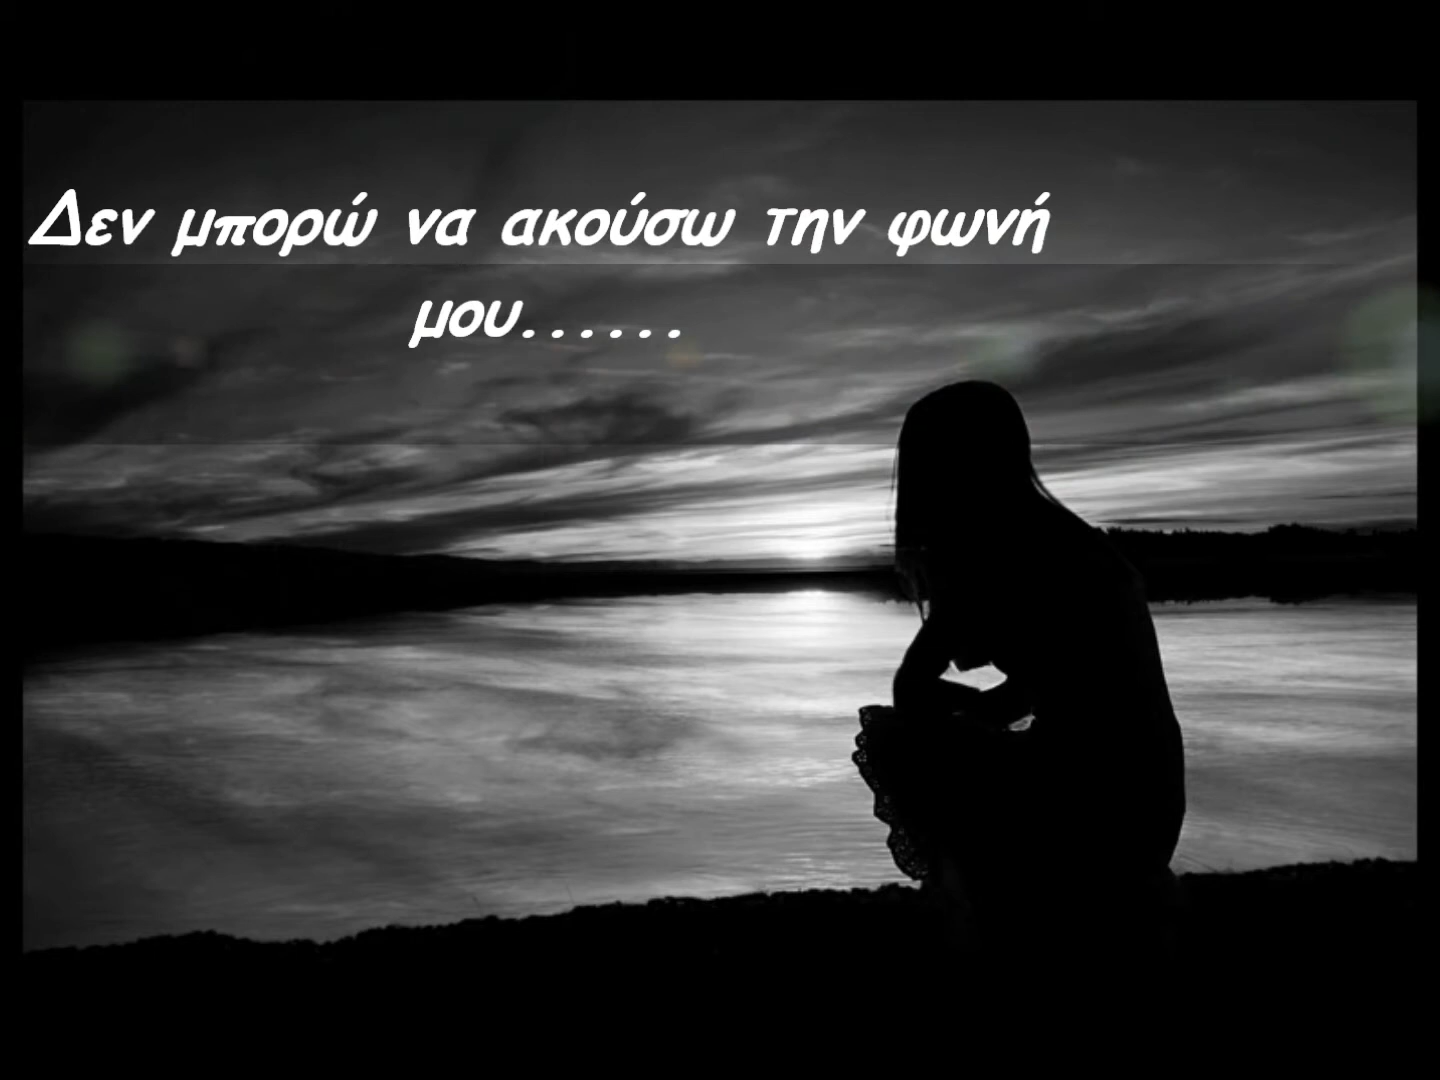 Δεν μπορώ να ακούσω την φωνή
μου......